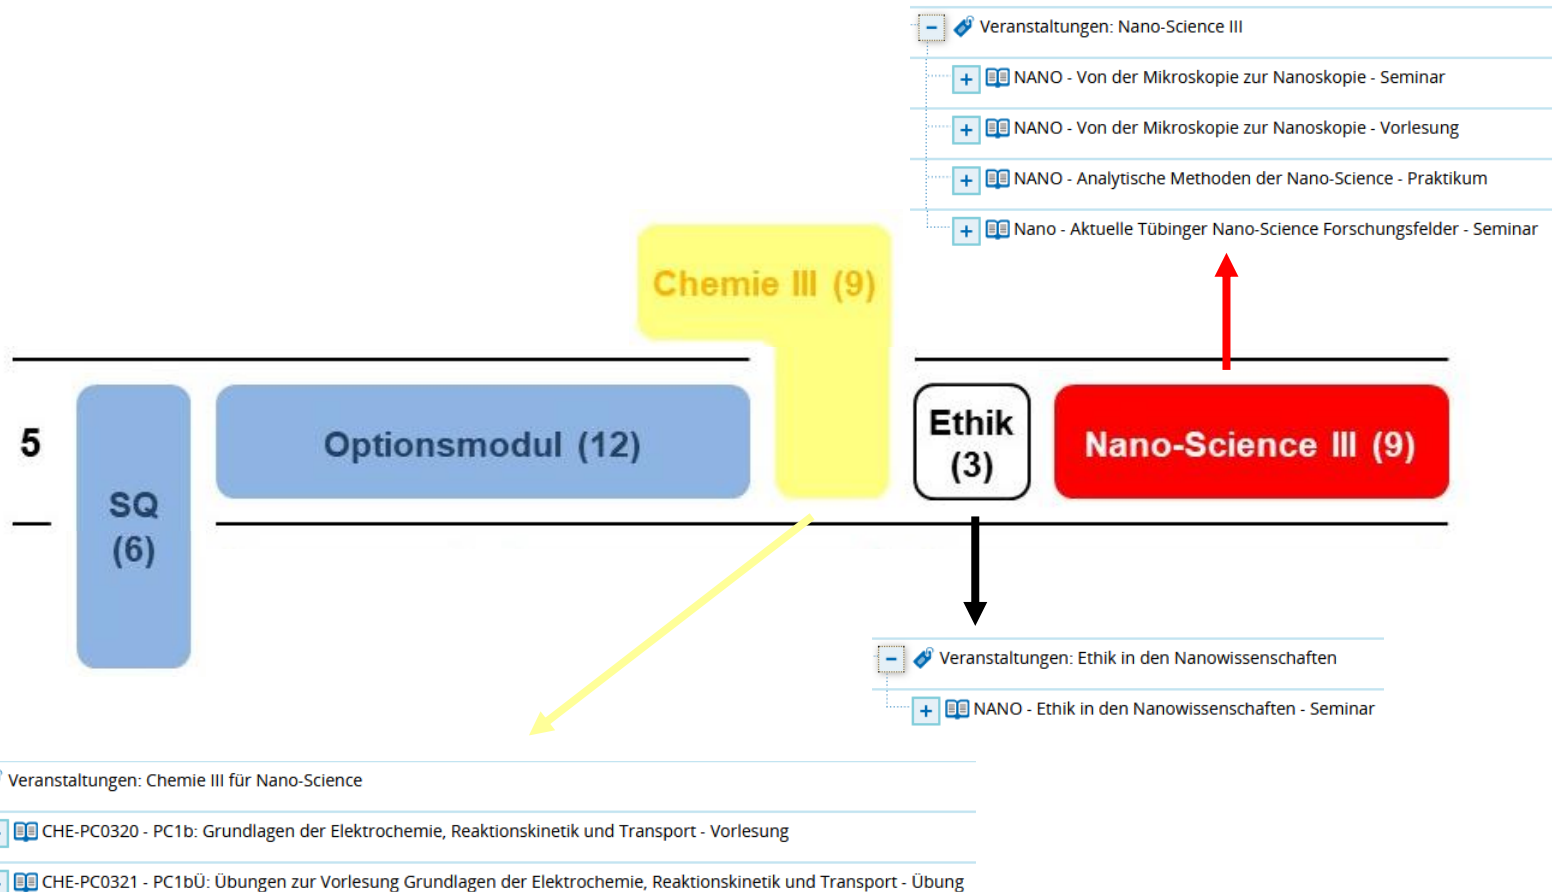 Veranstaltungen: Nano-Science III
NANO - Von der Mikroskopie zur Nanoskopie - Seminar
NANO - Von der Mikroskopie zur Nanoskopie - Vorlesung
NANO - Analytische Methoden der Nano-Science - Praktikum
Nano - Aktuelle Tübinger Nano-Science Forschungsfelder - Seminar
Chemie III (9)
5
SQ
(6)
Optionsmodul (12)
Ethik
(3)
Nano-Science III (9)
Veranstaltungen: Ethik in den Nanowissenschaften
NANO - Ethik in den Nanowissenschaften - Seminar
Veranstaltungen: Chemie III für Nano-Science
CHE-PC0320 - PC1b: Grundlagen der Elektrochemie, Reaktionskinetik und Transport - Vorlesung
CHE-PC0321 - PC1bÜ: Übungen zur Vorlesung Grundlagen der Elektrochemie, Reaktionskinetik und Transport - Übung